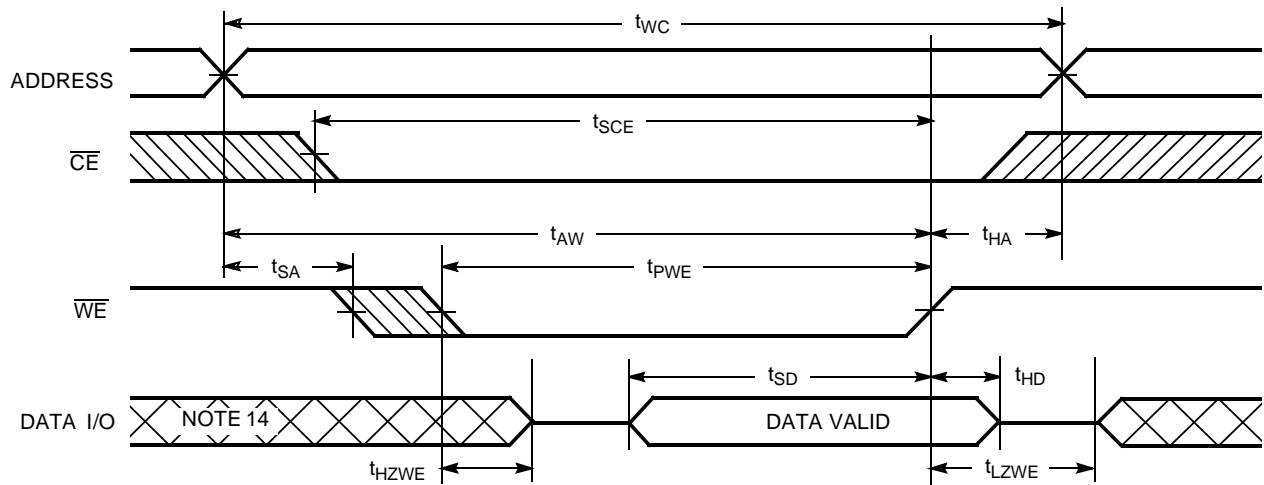 tWC
ADDRESS
tSCE
CE
tAW
tHA
tSA
tPWE
WE
tSD
tHD
DATA I/O
NOTE 14
DATA VALID
tHZWE
tLZWE